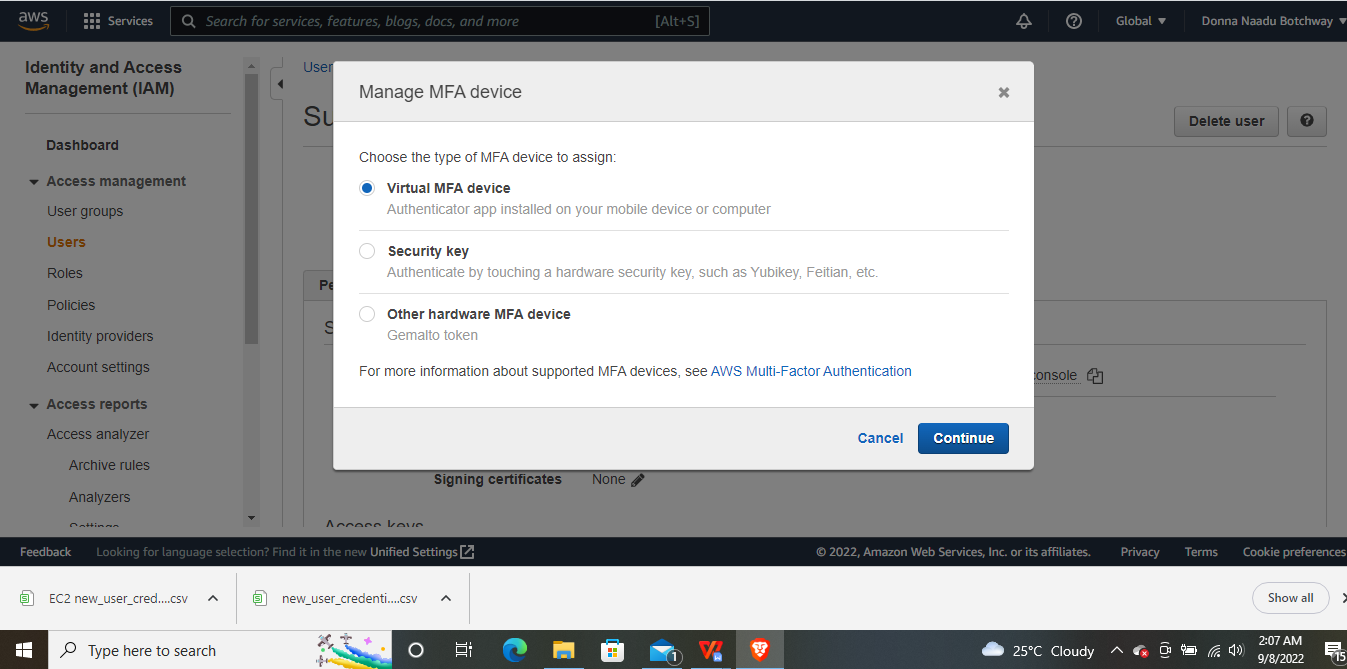 aws
Services
Search for services, features, blogs, docs, and more
[Alt+S]
Global
Donna Naadu Botchway
Identity and Access
Management (IAM)
Dashboard
Access management
User groups
Users
Roles
Policies
Identity providers
Account settings
Access reports
Access analyzer
Archive rules
Analyzers
Settings
Delete user
Manage MFA device
Choose the type of MFA device to assign:
Virtual MFA device
Authenticator app installed on your mobile device or computer
Security key
Authenticate by touching a hardware security key, such as Yubikey, Feitian, etc.
Other hardware MFA device
Gemalto token
For more information about supported MFA devices, see AWS Multi-Factor Authentication
Cancel
Continue
console
Signing certificates
None
Access keys
Feedback
Looking for language selection? Find it in the new Unified Settings
© 2022, Amazon Web Services, Inc. or its affiliates.
Privacy
Terms
Cookie preferences
EC2 new_user_cred....csv
new_user_credenti....csv
Show all
Type here to search
1
25°C Cloudy
2:07 AM
9/8/2022
15